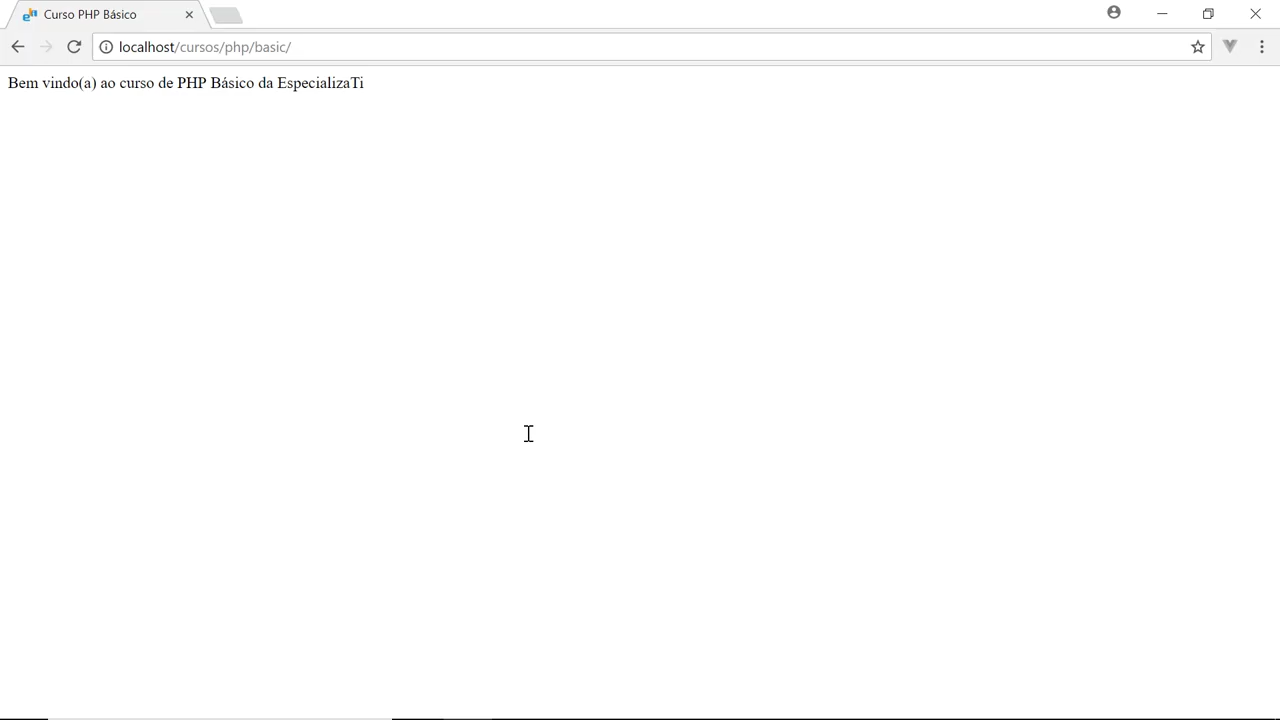 Curso PHP Básico
localhost/cursos/php/basic/
Bem vindo(a) ao curso de PHP Básico da EspecializaTi